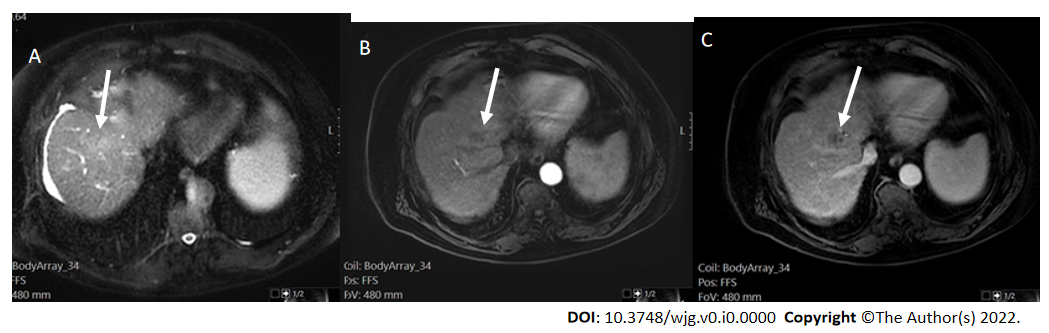 .64
A
B
C
L
L
BodyArray_34
FFS
480 mm
1/2
Coil: BodyArray_34
Pos: FFS
FoV: 480 mm
1/2
Coil: BodyArray_34
Pos: FFS
FoV: 480 mm
1/2
DOI: 10.3748/wjg.v0.i0.0000 Copyright ©The Author(s) 2022.